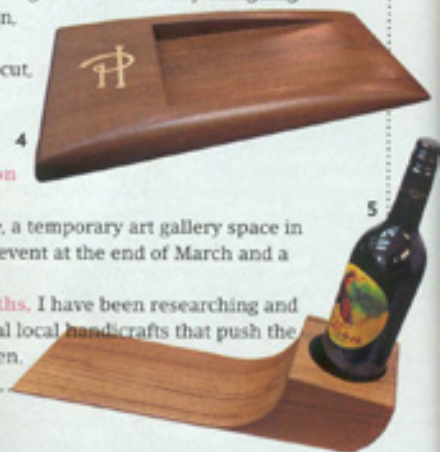 n,
cut,
4
on
, a temporary art gallery space in
event at the end of March and a
5
ths, I have been researching and
al local handicrafts that push the
en.